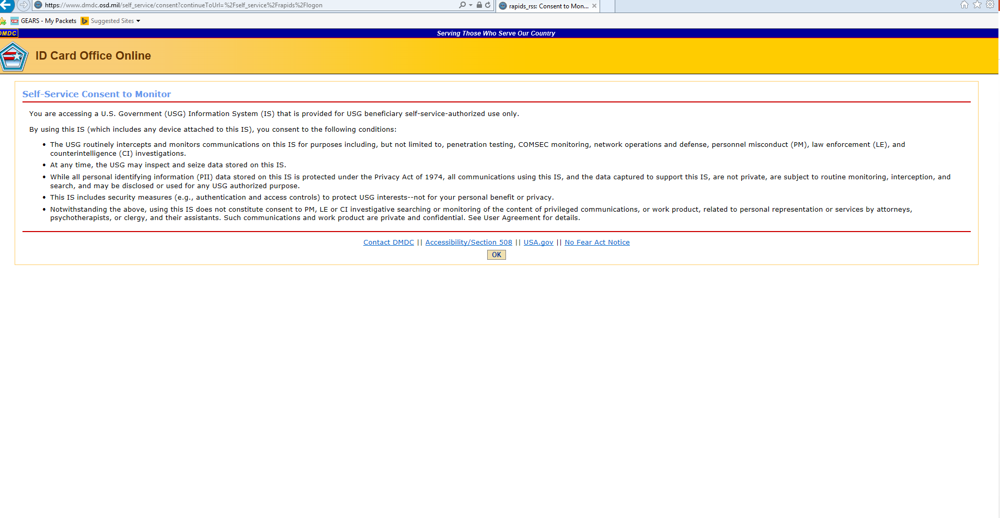 https://www.dmdc.osd.mil/self_service/consent?continueToUrl=%2Fself_service%2Frapids%2Flogon
rapids_rss: Consent to Mon...
GEARS - My Packets
Suggested Sites
DMDC
Serving Those Who Serve Our Country
ID Card Office Online
Self-Service Consent to Monitor
You are accessing a U.S. Government (USG) Information System (IS) that is provided for USG beneficiary self-service-authorized use only.
By using this IS (which includes any device attached to this IS), you consent to the following conditions:
• The USG routinely intercepts and monitors communications on this IS for purposes including, but not limited to, penetration testing, COMSEC monitoring, network operations and defense, personnel misconduct (PM), law enforcement (LE), and
counterintelligence (CI) investigations.
• At any time, the USG may inspect and seize data stored on this IS.
• While all personal identifying information (PII) data stored on this IS is protected under the Privacy Act of 1974, all communications using this IS, and the data captured to support this IS, are not private, are subject to routine monitoring, interception, and
search, and may be disclosed or used for any USG authorized purpose.
• This IS includes security measures (e.g., authentication and access controls) to protect USG interests--not for your personal benefit or privacy.
• Notwithstanding the above, using this IS does not constitute consent to PM, LE or CI investigative searching or monitoring of the content of privileged communications, or work product, related to personal representation or services by attorneys,
psychotherapists, or clergy, and their assistants. Such communications and work product are private and confidential. See User Agreement for details.
Contact DMDC || Accessibility/Section 508 || USA.gov || No Fear Act Notice
OK